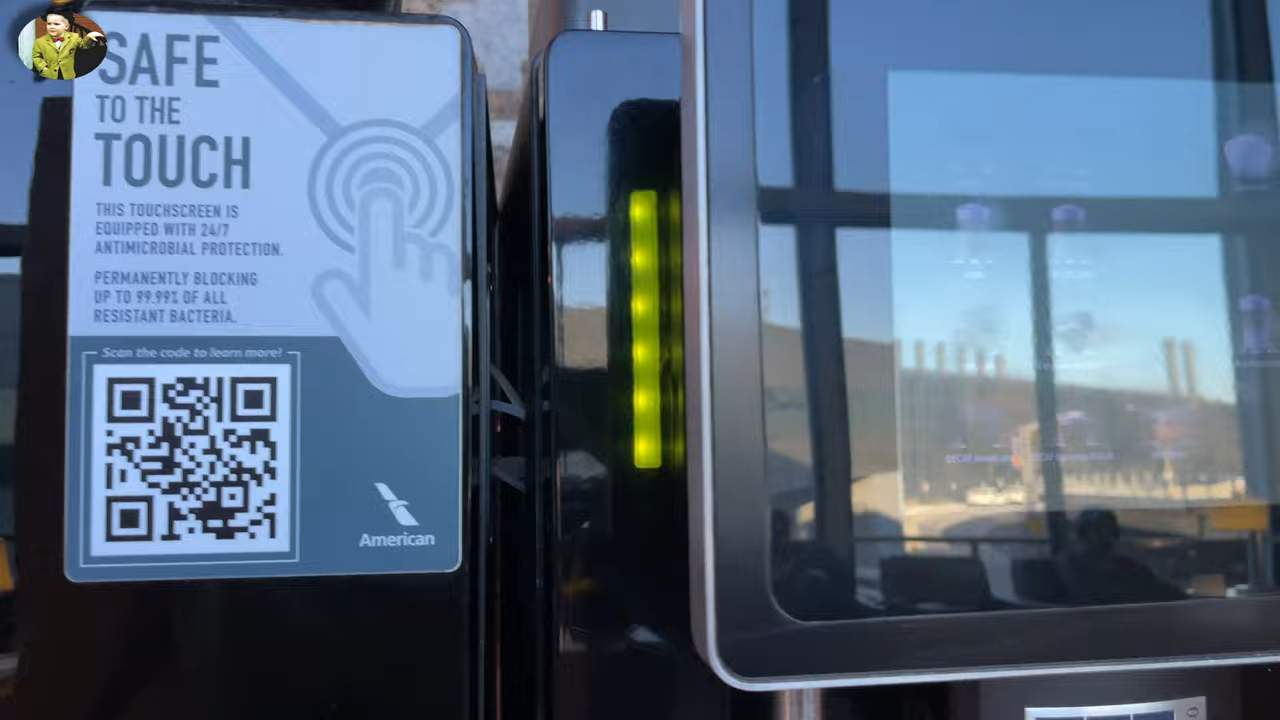 SAFE
TO THE
TOUCH
THIS TOUCHSCREEN IS
EQUIPPED WITH 24/7
ANTIMICROBIAL PROTECTION.
PERMANENTLY BLOCKING
UP TO 99.99% OF ALL
RESISTANT BACTERIA.
Scan the code to learn more!
American
DECAF